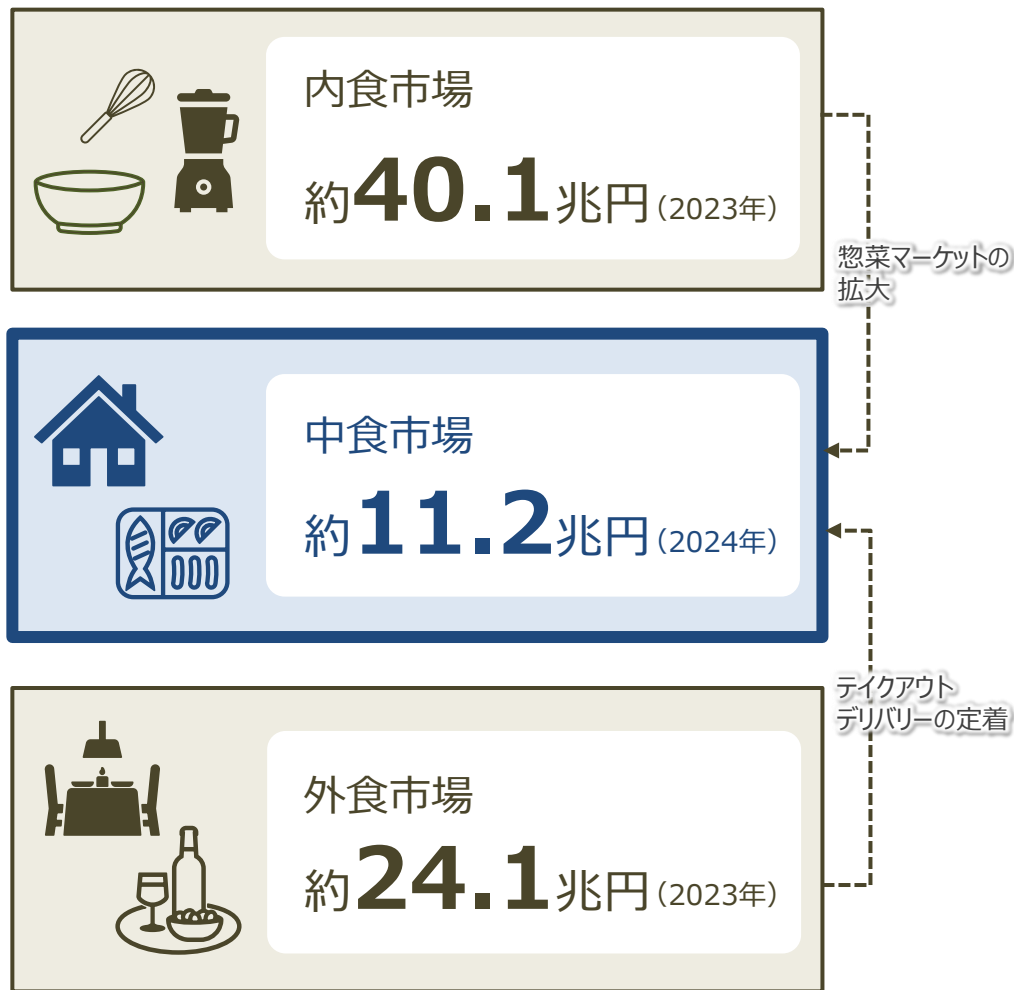 内食市場
約40.1兆円（2023年）
惣菜マーケットの
拡大
中食市場
約11.2兆円（2024年）
テイクアウト
デリバリーの定着
外食市場
約24.1兆円（2023年）